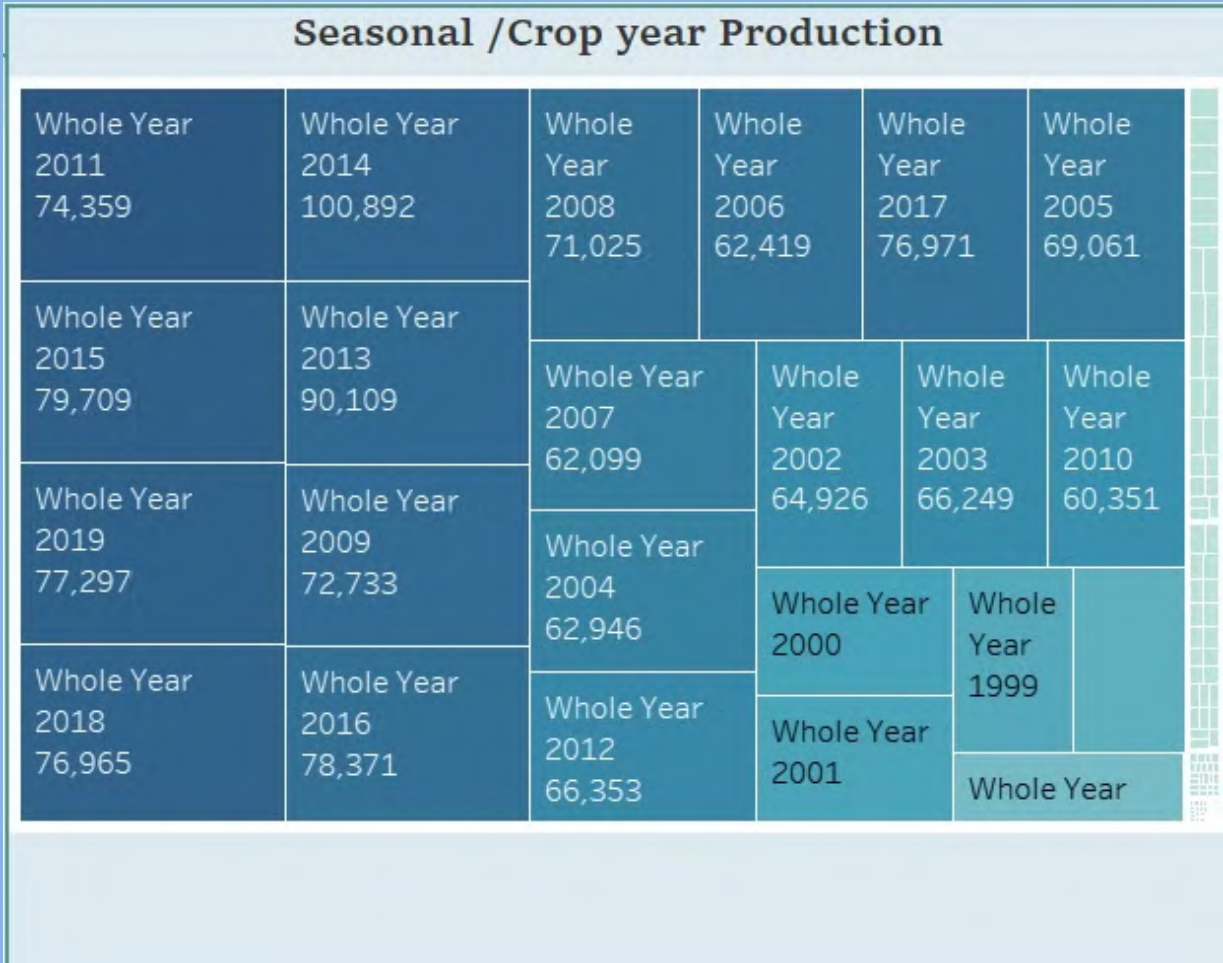 Seasonal /Crop year Production
Whole Year
2011
74,359
Whole Year
2015
79,709
Whole Year
2019
77,297
Whole Year
2018
76,965
Whole Year
2014
100,892
Whole Year
2013
90,109
Whole Year
2009
72,733
Whole Year
2016
78,371
Whole
Year
2008
71,025
Whole
Year
2006
62,419
Whole
Year
2017
76,971
Whole
Year
2005
69,061
Whole Year
2007
62,099
Whole Year
2004
62,946
Whole Year
2012
66,353
Whole
Year
2002
64,926
Whole
Year
2003
66,249
Whole
Year
2010
60,351
Whole Year
2000
Whole Year
2001
Whole
Year
1999
Whole Year